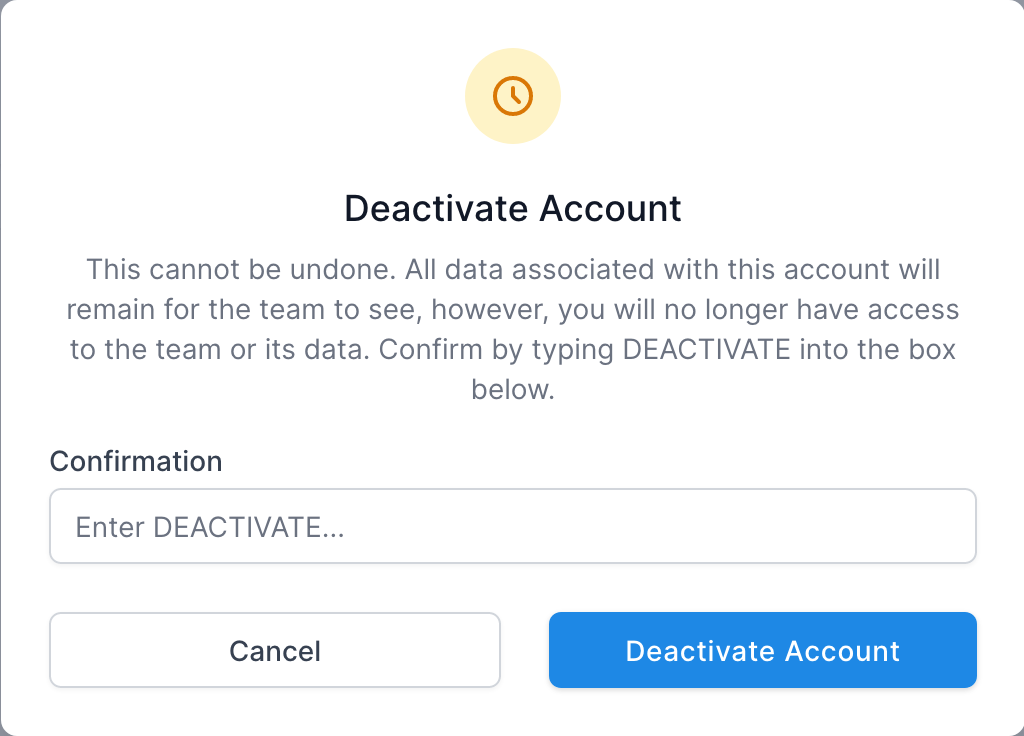 Deactivate Account
This cannot be undone. All data associated with this account will
remain for the team to see, however, you will no longer have access
to the team or its data. Confirm by typing DEACTIVATE into the box
below.
Confirmation
Enter DEACTIVATE...
Cancel
Deactivate Account